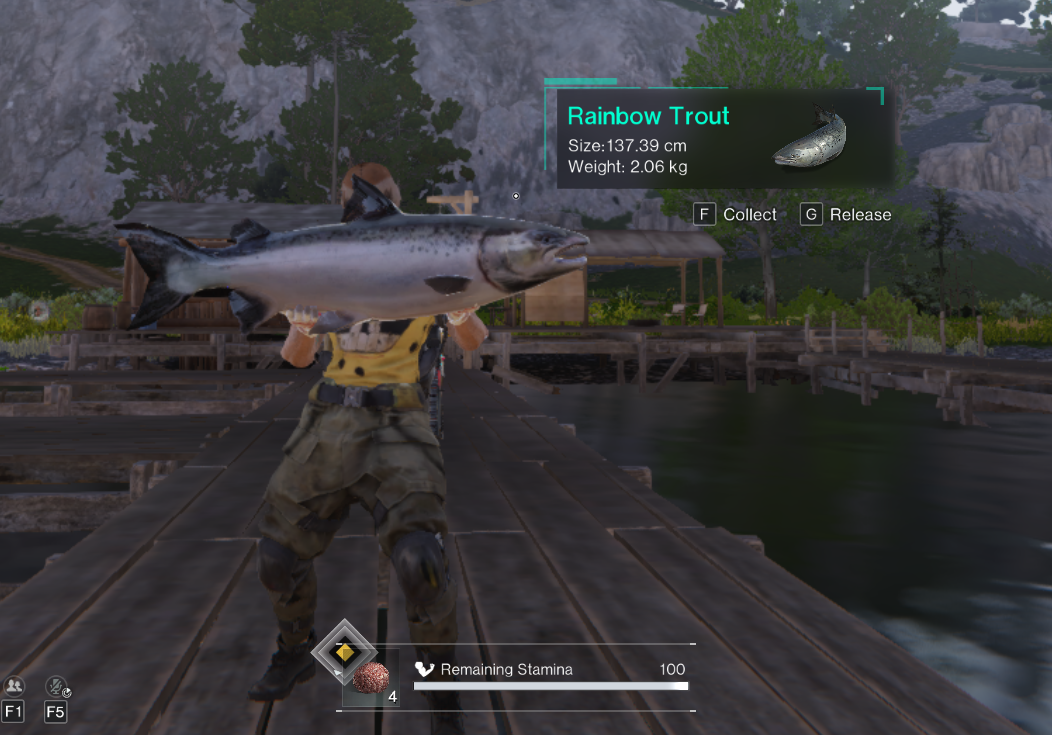 Rainbow Trout
Size:137.39 cm
Weight: 2.06 kg
F Collect G Release
Remaining Stamina 100
4
F1 F5